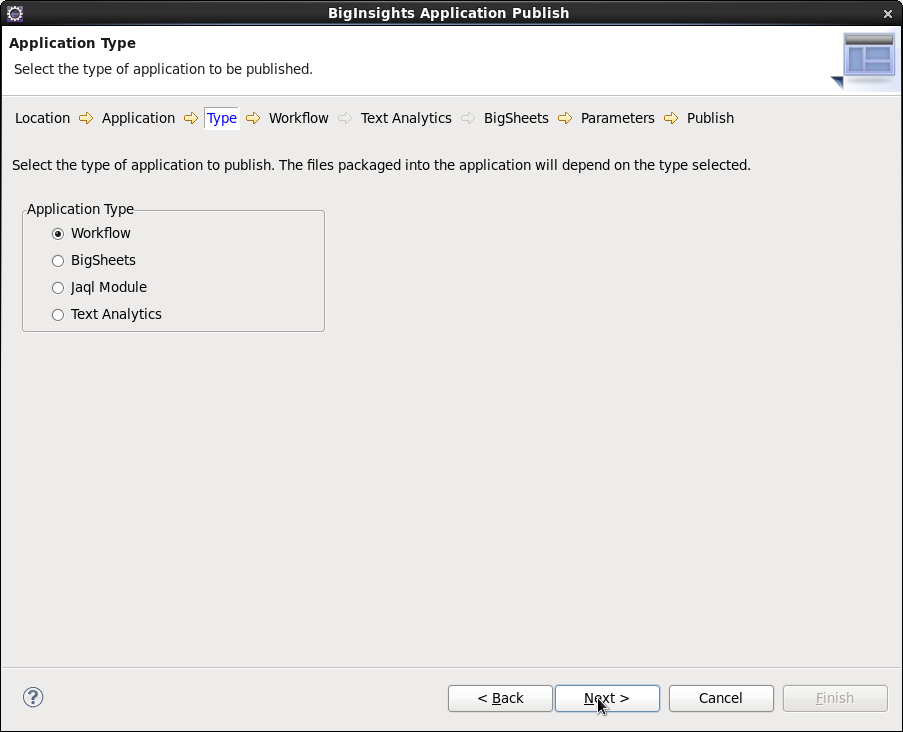 BigInsights Application Publish
Application Type
Select the type of application to be published.
Location Application Type Workflow Text Analytics BigSheets Parameters Publish
Select the type of application to publish. The files packaged into the application will depend on the type selected.
Application Type
Workflow
BigSheets
Jaql Module
Text Analytics
? < Back Next > Cancel Finish